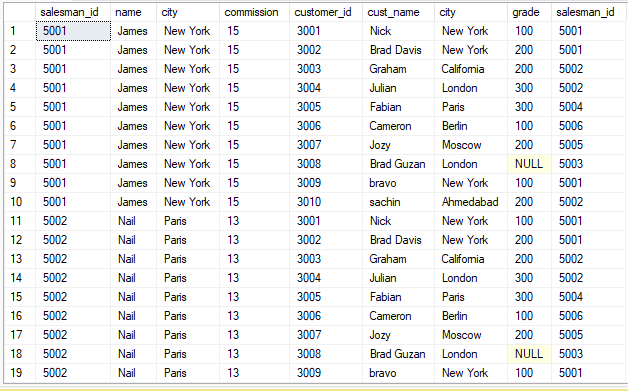 salesman_id name city commission customer_id cust_name city grade salesman_id
1 5001 James New York 15 3001 Nick New York 100 5001
2 5001 James New York 15 3002 Brad Davis New York 200 5001
3 5001 James New York 15 3003 Graham California 200 5002
4 5001 James New York 15 3004 Julian London 300 5002
5 5001 James New York 15 3005 Fabian Paris 300 5004
6 5001 James New York 15 3006 Cameron Berlin 100 5006
7 5001 James New York 15 3007 Jozy Moscow 200 5005
8 5001 James New York 15 3008 Brad Guzan London NULL 5003
9 5001 James New York 15 3009 bravo New York 100 5001
10 5001 James New York 15 3010 sachin Ahmedabad 200 5002
11 5002 Nail Paris 13 3001 Nick New York 100 5001
12 5002 Nail Paris 13 3002 Brad Davis New York 200 5001
13 5002 Nail Paris 13 3003 Graham California 200 5002
14 5002 Nail Paris 13 3004 Julian London 300 5002
15 5002 Nail Paris 13 3005 Fabian Paris 300 5004
16 5002 Nail Paris 13 3006 Cameron Berlin 100 5006
17 5002 Nail Paris 13 3007 Jozy Moscow 200 5005
18 5002 Nail Paris 13 3008 Brad Guzan London NULL 5003
19 5002 Nail Paris 13 3009 bravo New York 100 5001